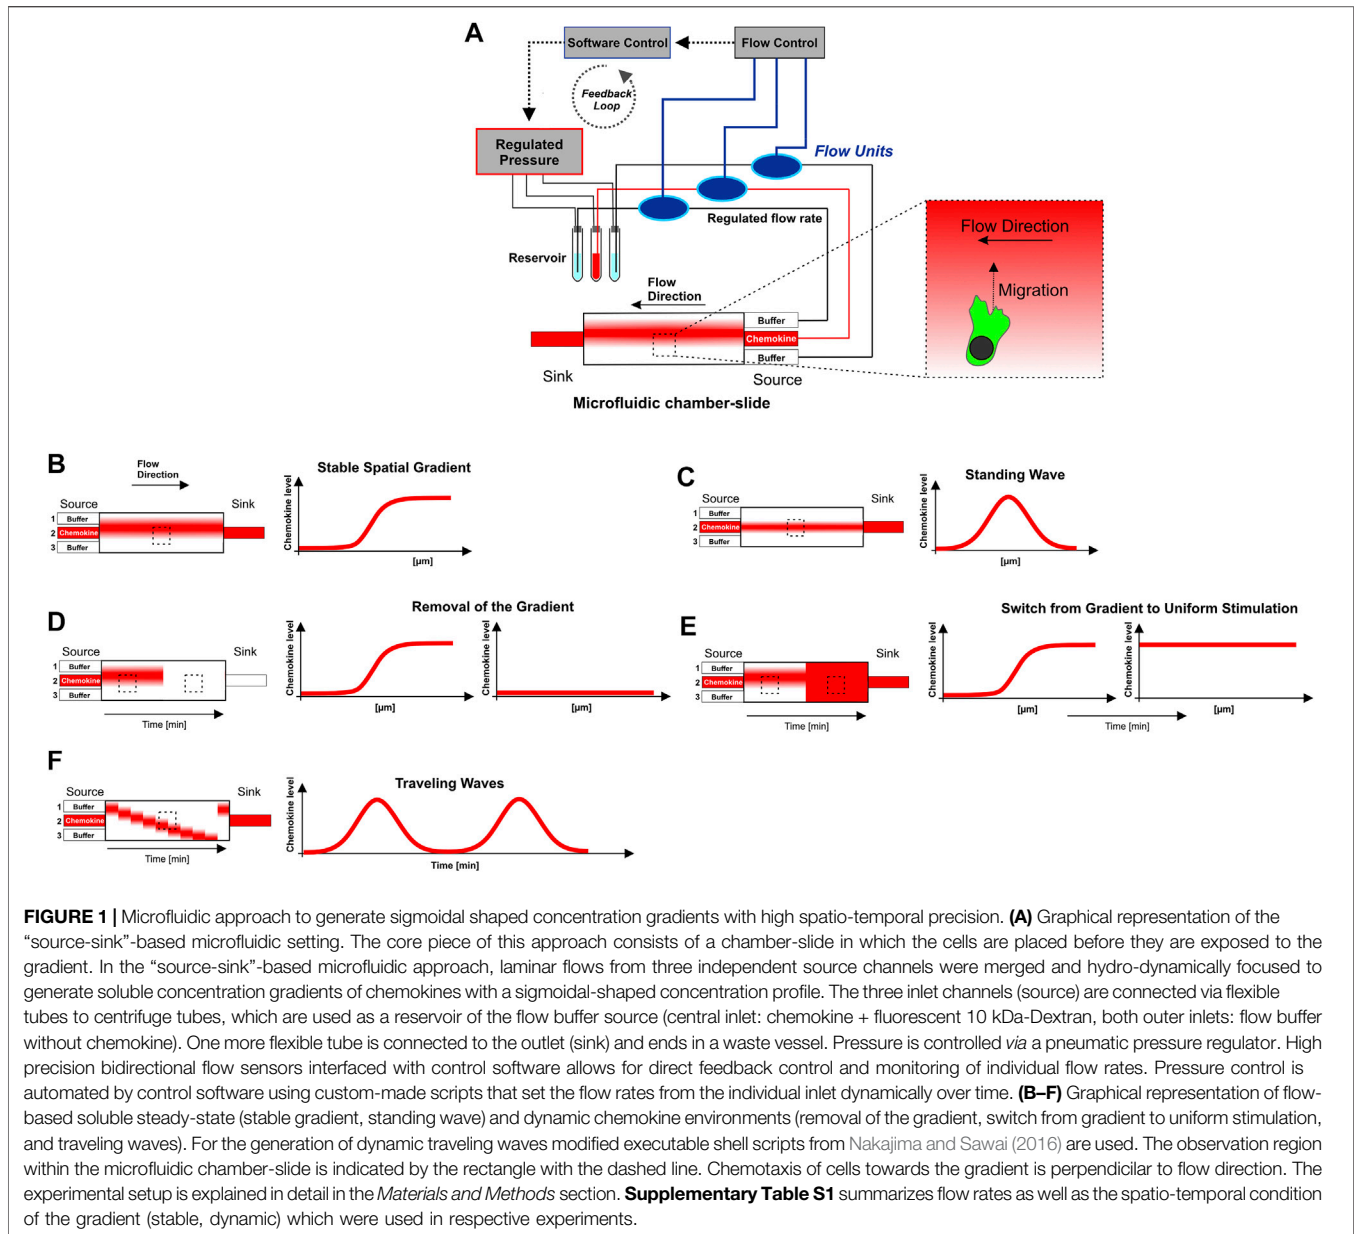 A
Software Control
Flow Control
Feedback
Loop
Regulated
Pressure
Flow Units
Regulated flow rate
Reservoir
Flow
Direction
Buffer
Chemokine
Buffer
Sink
Source
Microfluidic chamber-slide
Flow Direction
Migration
B
Flow
Direction
Source
Sink
1 Buffer
2 Chemokine
3 Buffer
Stable Spatial Gradient
Chemokine level
[µm]
C
Source
Sink
1 Buffer
2 Chemokine
3 Buffer
Standing Wave
Chemokine level
[µm]
D
Source
Sink
1 Buffer
2 Chemokine
3 Buffer
Time [min]
Removal of the Gradient
Chemokine level
[µm]
Chemokine level
[µm]
E
Source
Sink
1 Buffer
2 Chemokine
3 Buffer
Time [min]
Switch from Gradient to Uniform Stimulation
Chemokine level
[µm]
Chemokine level
[µm]
Time [min]
F
Source
Sink
1 Buffer
2 Chemokine
3 Buffer
Time [min]
Traveling Waves
Chemokine level
Time [min]
FIGURE 1 | Microfluidic approach to generate sigmoidal shaped concentration gradients with high spatio-temporal precision. (A) Graphical representation of the
“source-sink”-based microfluidic setting. The core piece of this approach consists of a chamber-slide in which the cells are placed before they are exposed to the
gradient. In the “source-sink”-based microfluidic approach, laminar flows from three independent source channels were merged and hydro-dynamically focused to
generate soluble concentration gradients of chemokines with a sigmoidal-shaped concentration profile. The three inlet channels (source) are connected via flexible
tubes to centrifuge tubes, which are used as a reservoir of the flow buffer source (central inlet: chemokine + fluorescent 10 kDa-Dextran, both outer inlets: flow buffer
without chemokine). One more flexible tube is connected to the outlet (sink) and ends in a waste vessel. Pressure is controlled via a pneumatic pressure regulator. High
precision bidirectional flow sensors interfaced with control software allows for direct feedback control and monitoring of individual flow rates. Pressure control is
automated by control software using custom-made scripts that set the flow rates from the individual inlet dynamically over time. (B–F) Graphical representation of flow-
based soluble steady-state (stable gradient, standing wave) and dynamic chemokine environments (removal of the gradient, switch from gradient to uniform stimulation,
and traveling waves). For the generation of dynamic traveling waves modified executable shell scripts from Nakajima and Sawai (2016) are used. The observation region
within the microfluidic chamber-slide is indicated by the rectangle with the dashed line. Chemotaxis of cells towards the gradient is perpendicilar to flow direction. The
experimental setup is explained in detail in the Materials and Methods section. Supplementary Table S1 summarizes flow rates as well as the spatio-temporal condition
of the gradient (stable, dynamic) which were used in respective experiments.